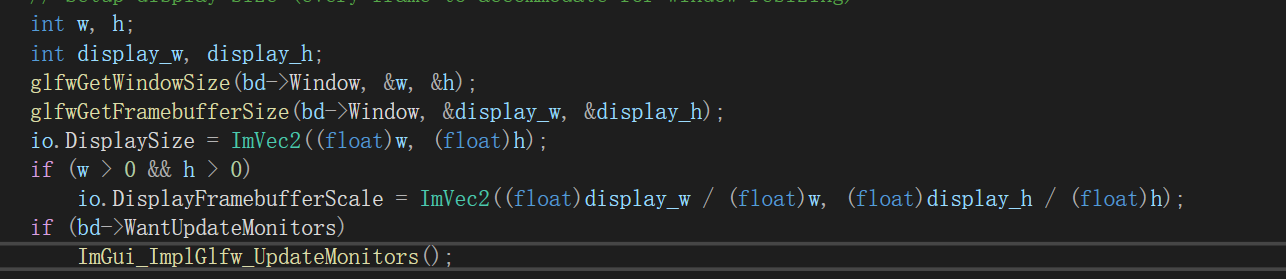 // Setup display size (every frame to accommodate for window resizing)
int w, h;
int display_w, display_h;
glfwGetWindowSize(bd->Window, &w, &h);
glfwGetFramebufferSize(bd->Window, &display_w, &display_h);
io.DisplaySize = ImVec2((float)w, (float)h);
if (w > 0 && h > 0)
io.DisplayFramebufferScale = ImVec2((float)display_w / (float)w, (float)display_h / (float)h);
if (bd->WantUpdateMonitors)
ImGui_ImplGlfw_UpdateMonitors();